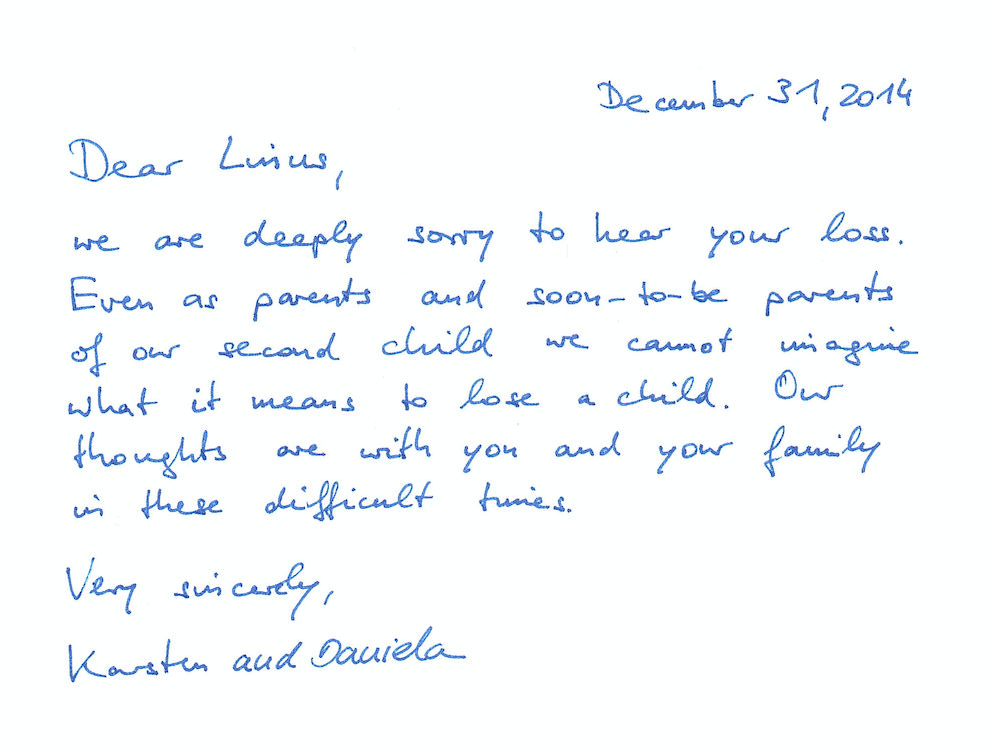 December 31, 2014
Dear Linus,
we are deeply sorry to hear your loss.
Even as parents and soon-to-be parents
of our second child we cannot imagine
what it means to lose a child. Our
thoughts are with you and your family
in these difficult times.
Very sincerely,
Karsten and Daniela